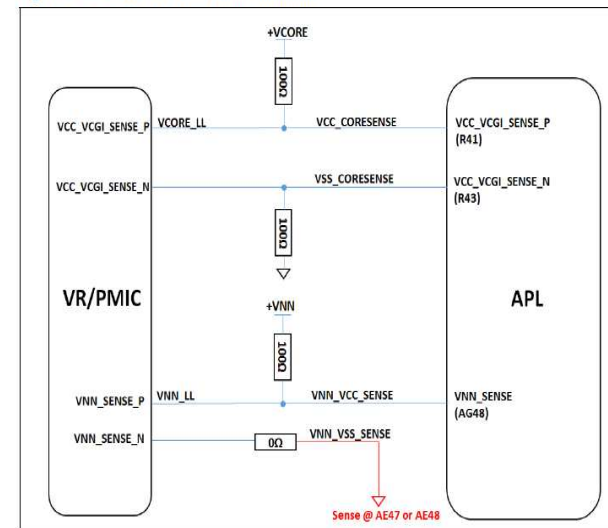 +VCORE
100Ω
VCC_VCGI_SENSE_P VCORE_LL VCC_CORESENSE VCC_VCGI_SENSE_P
(R41)
VCC_VCGI_SENSE_N VSS_CORESENSE VCC_VCGI_SENSE_N
(R43)
100Ω
VR/PMIC APL
+VNN
100Ω
VNN_SENSE_P VNN_LL VNN_VCC_SENSE VNN_SENSE
(AG48)
VNN_SENSE_N 0Ω VNN_VSS_SENSE
Sense @ AE47 or AE48